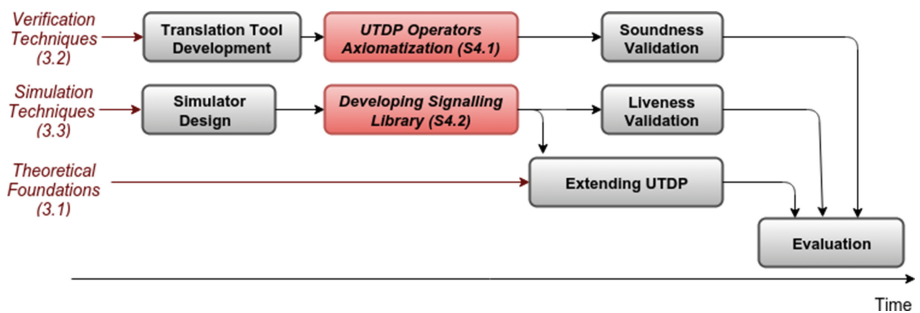 Verification
Techniques
(3.2)
Translation Tool
Development
UTDP Operators
Axiomatization (S4.1)
Soundness
Validation
Simulation
Techniques
(3.3)
Simulator
Design
Developing Signalling
Library (S4.2)
Liveness
Validation
Theoretical
Foundations
(3.1)
Extending UTDP
Evaluation
Time